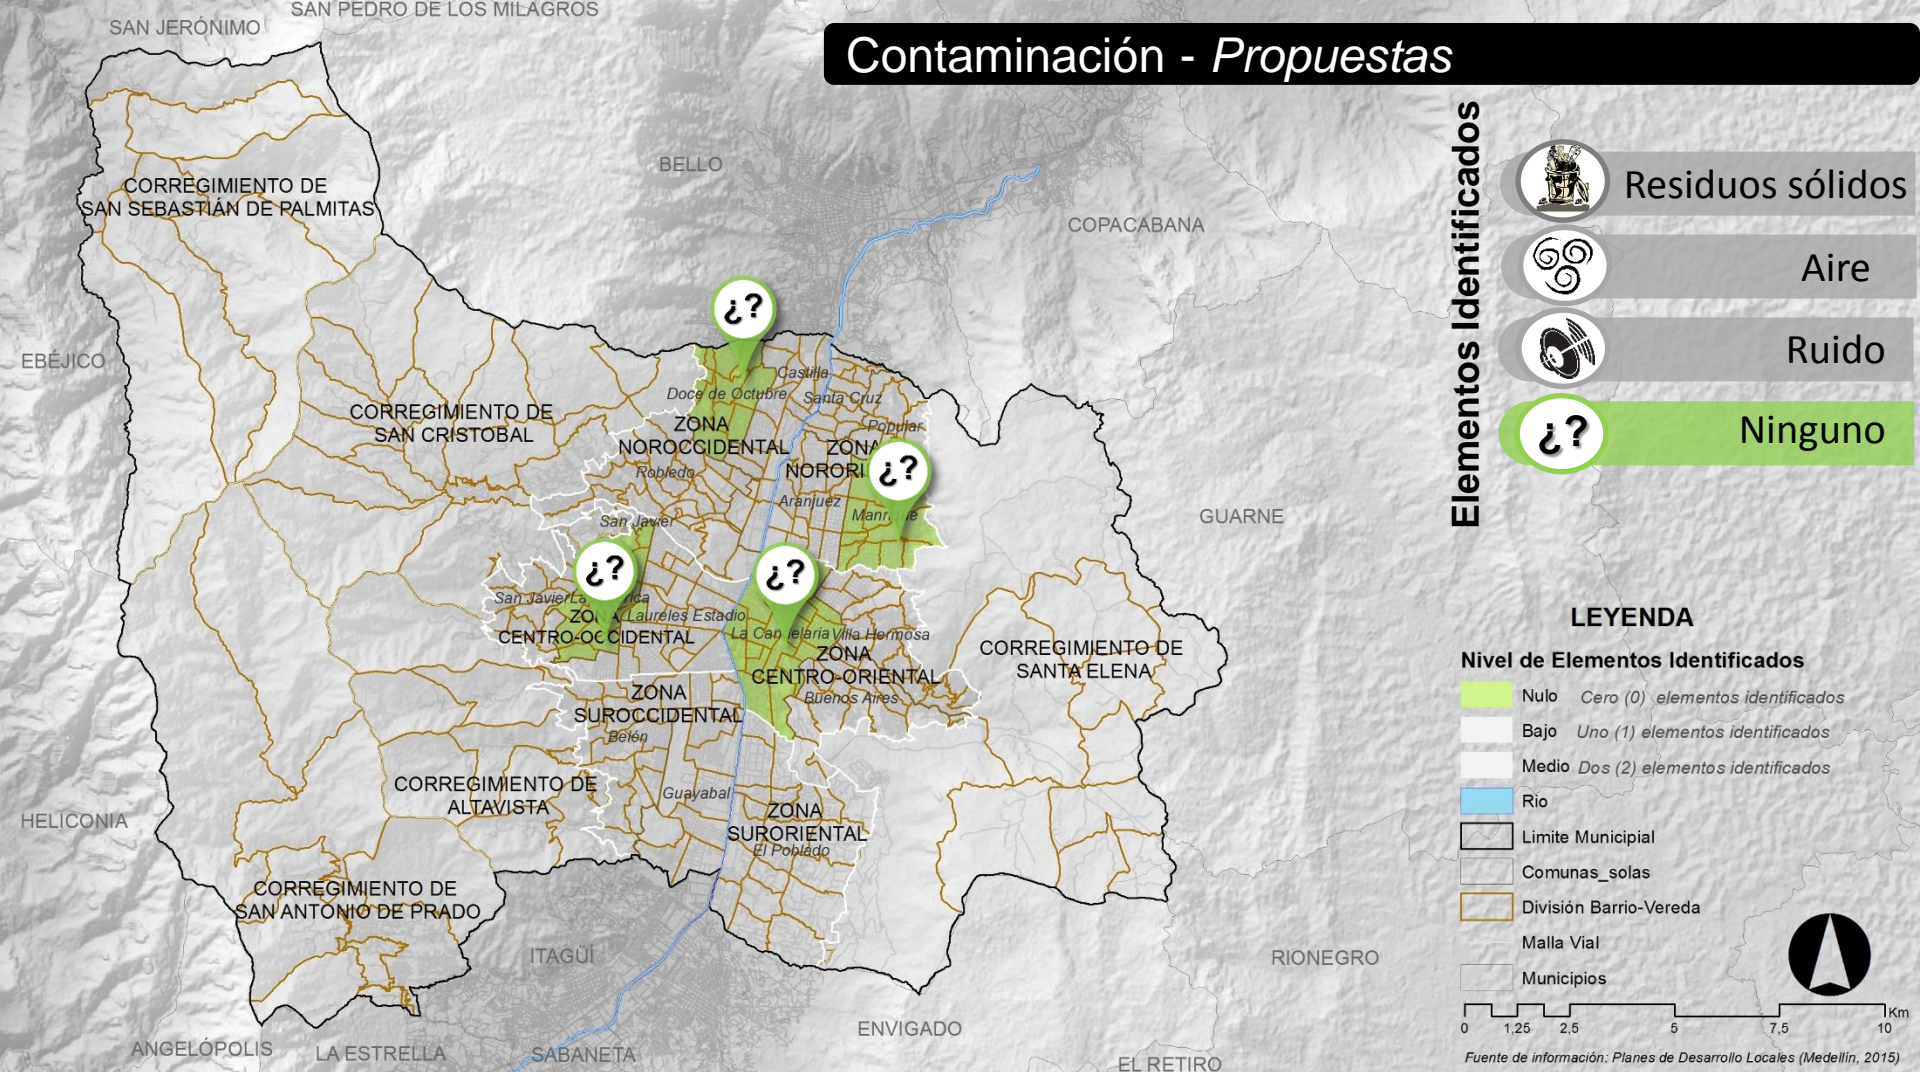 SAN PEDRO DE LOS MILAGROS
SAN JERÓNIMO
Contaminación - Propuestas
BELLO
CORREGIMIENTO DE
SAN SEBASTIÁN DE PALMITAS
COPACABANA
EBÉJICO
¿?
Castilla
Doce de Octubre
Santa Cruz
CORREGIMIENTO DE
SAN CRISTOBAL
ZONA
NOROCCIDENTAL
Popular
ZONA
NORORI
¿?
Robledo
Aranjuez
San Javier
GUARNE
¿?
¿?
San Javier
Laureles Estadio
CENTRO-OCCIDENTAL
La Candelaria
Villa Hermosa
ZONA
CENTRO-ORIENTAL
Buenos Aires
CORREGIMIENTO DE
SANTA ELENA
ZONA
SUROCCIDENTAL
Belén
CORREGIMIENTO DE
ALTAVISTA
Guayabal
ZONA
SURORIENTAL
El Poblado
HELICONIA
CORREGIMIENTO DE
SAN ANTONIO DE PRADO
ITAGÜÍ
RIONEGRO
ENVIGADO
ANGELÓPOLIS
LA ESTRELLA
SABANETA
EL RETIRO
Elementos Identificados
Residuos sólidos
Aire
Ruido
¿? Ninguno
LEYENDA
Nivel de Elementos Identificados
Nulo Cero (0) elementos identificados
Bajo Uno (1) elementos identificados
Medio Dos (2) elementos identificados
Rio
Limite Municipial
Comunas_solas
División Barrio-Vereda
Malla Vial
Municipios
Km
0 1,25 2,5 5 7,5 10
Fuente de información: Planes de Desarrollo Locales (Medellín, 2015)